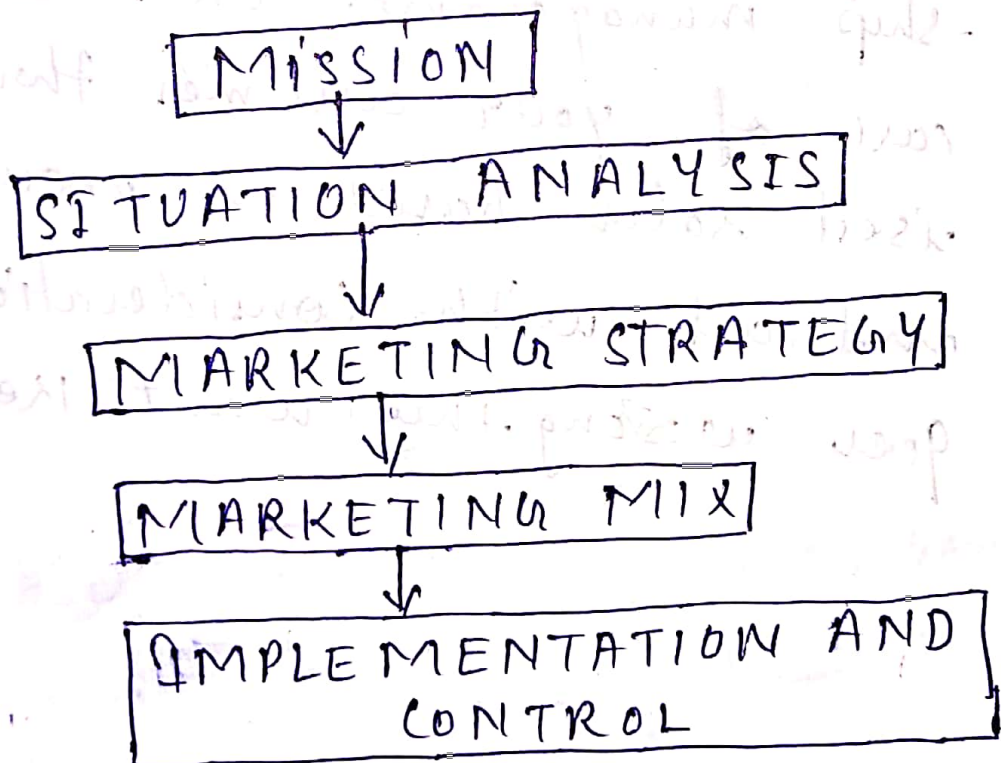 MISSION
SITUATION ANALYSIS
MARKETING STRATEGY
MARKETING MIX
IMPLEMENTATION AND
CONTROL